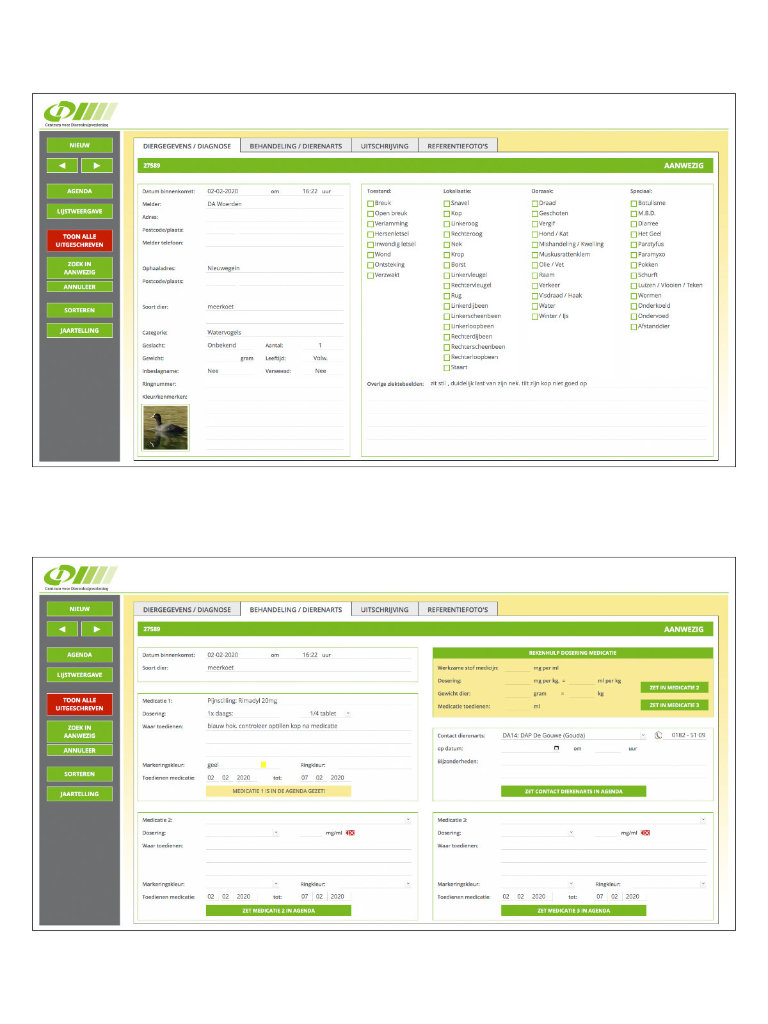 Centrum voor Dierenhulpverlening
NIEUW
AGENDA
LIJSTWEERGAVE
TOON ALLE
UITGESCHREVEN
ZOEK IN
AANWEZIG
ANNULEER
SORTEREN
JAARTELLING
DIERGEGEVENS / DIAGNOSE
BEHANDELING / DIERENARTS
UITSCHRIJVING
REFERENTIEFOTO'S
27589
AANWEZIG
Datum binnenkomst: 02-02-2020 om 16:22 uur
Melder: DA Woerden
Adres:
Postcode/plaats:
Melder telefoon:
Ophaaladres: Nieuwegein
Postcode/plaats:
Soort dier: meerkoet
Categorie: Watervogels
Geslacht: Onbekend Aantal: 1
Gewicht: gram Leeftijd: Volw.
Inbeslagname: Nee Vanwead: Nee
Ringnummer:
Kleur/kenmerken:
Toestand:
Breuk
Open breuk
Verlamming
Hersenletsel
Inwendig letsel
Wond
Ontsteking
Verzwakt
Lokalisatie:
Snavel
Kop
Linkeroog
Rechteroog
Nek
Krop
Borst
Linkervleugel
Rechtervleugel
Rug
Linkerdijbeen
Linkerscheenbeen
Linkerloopbeen
Rechterdijbeen
Rechterscheenbeen
Rechterloopbeen
Staart
Oorzaak:
Draad
Geschoten
Vergif
Hond / Kat
Mishandeling / Kwelling
Muskusrattenklem
Olie / Vet
Raam
Verkeer
Visdraad / Haak
Water
Winter / Ijs
Speciaal:
Botulisme
M.B.D.
Diarree
Het Geel
Paratyfus
Paramyxo
Pokken
Schurft
Luizen / Vlooien / Teken
Wormen
Onderkoeld
Ondervoed
Afstanddier
Overige ziektebeelden: zit stil , duidelijk last van zijn nek. tilt zijn kop niet goed op
Centrum voor Dierenhulpverlening
NIEUW
AGENDA
LIJSTWEERGAVE
TOON ALLE
UITGESCHREVEN
ZOEK IN
AANWEZIG
ANNULEER
SORTEREN
JAARTELLING
DIERGEGEVENS / DIAGNOSE
BEHANDELING / DIERENARTS
UITSCHRIJVING
REFERENTIEFOTO'S
27589
AANWEZIG
Datum binnenkomst: 02-02-2020 om 16:22 uur
Soort dier: meerkoet
REKENHULP DOSERING MEDICATIE
Werkzame stof medicijn: mg per ml
Dosering: mg per kg. = ml per kg
Gewicht dier: gram = kg
Medicatie toedienen: ml
ZET IN MEDICATIE 2
ZET IN MEDICATIE 3
Medicatie 1: Pijnstilling: Rimadyl 20mg
Dosering: 1x daags: 1/4 tablet
Waar toedienen: blauw hok. controleer optillen kop na medicatie
Markeringskleur: geel Ringkleur:
Toedienen medicatie: 02 02 2020 tot: 07 02 2020
MEDICATIE 1 IS IN DE AGENDA GEZET!
Contact dierenarts: DA14: DAP De Gouwe (Gouda) 0182 - 51 09
op datum: om uur
Bijzonderheden:
ZET CONTACT DIERENARTS IN AGENDA
Medicatie 2:
Dosering: mg/ml
Waar toedienen:
Markeringskleur: Ringkleur:
Toedienen medicatie: 02 02 2020 tot: 07 02 2020
ZET MEDICATIE 2 IN AGENDA
Medicatie 3:
Dosering: mg/ml
Waar toedienen:
Markeringskleur: Ringkleur:
Toedienen medicatie: 02 02 2020 tot: 07 02 2020
ZET MEDICATIE 3 IN AGENDA